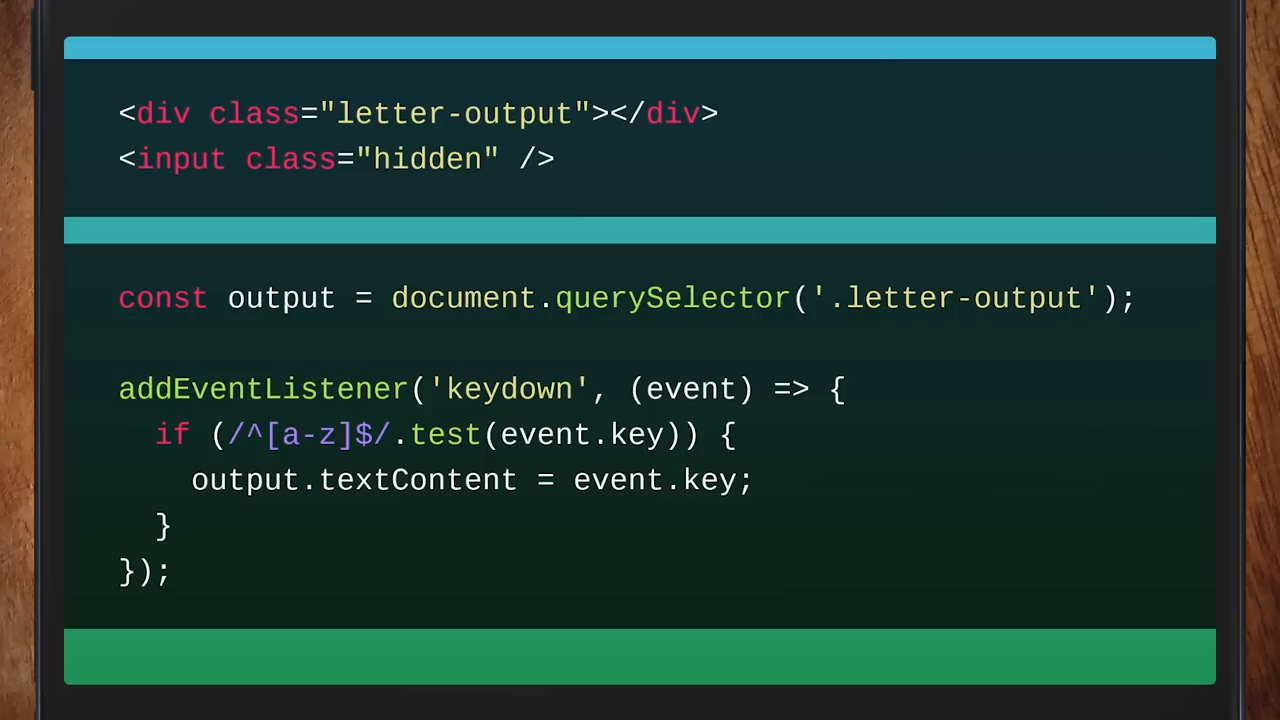 <div class="letter-output"></div>
<input class="hidden" />
const output = document.querySelector('.letter-output');
addEventListener('keydown', (event) => {
  if (/^[a-z]$/.test(event.key)) {
    output.textContent = event.key;
  }
});